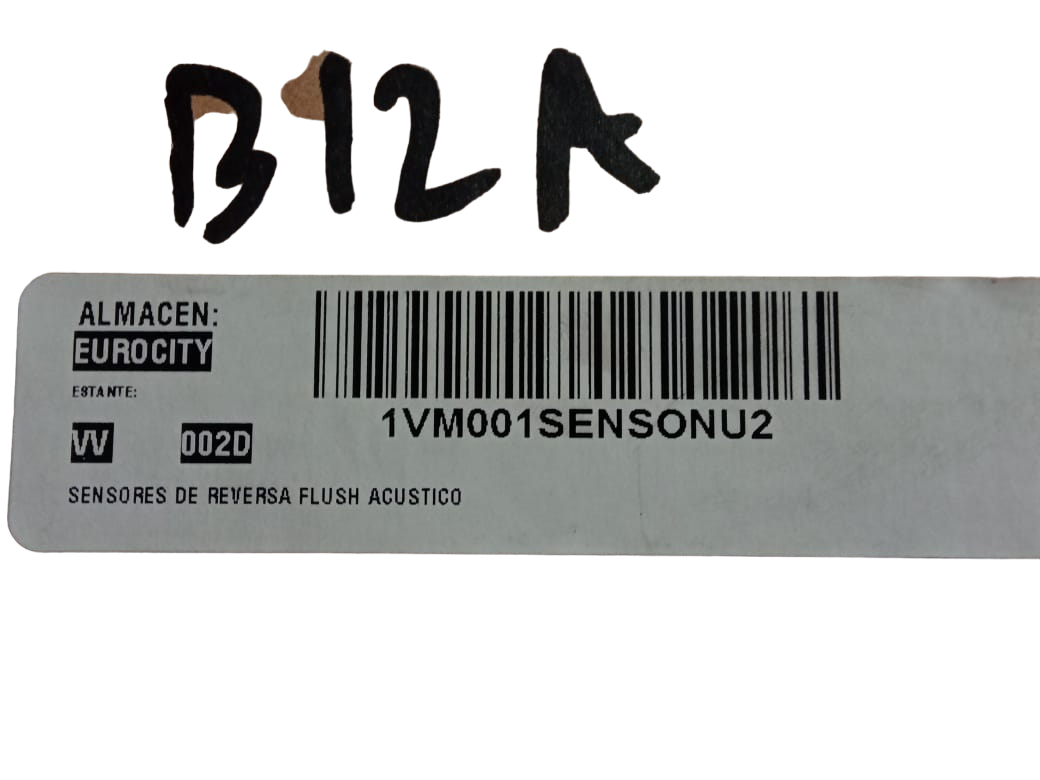 B12A
ALMACEN:
EUROCITY
ESTANTE:
VV 002D
1VM001SENSONU2
SENSORES DE REVERSA FLUSH ACUSTICO